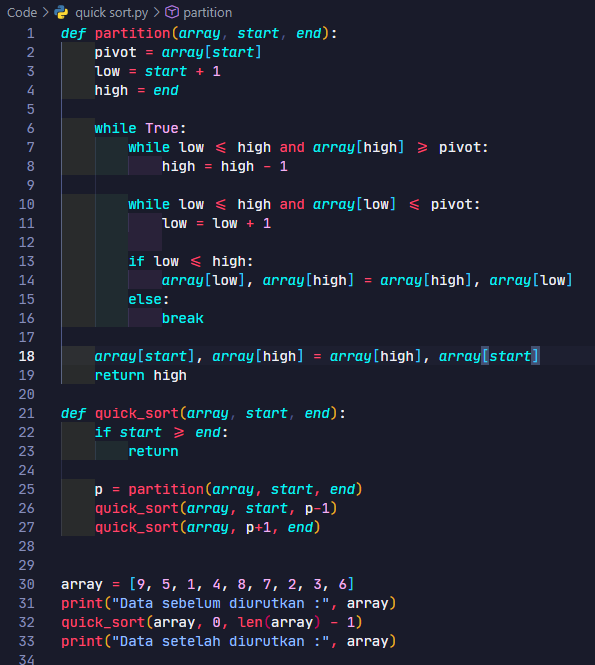 Code > quick sort.py > partition
1 def partition(array, start, end):
2     pivot = array[start]
3     low = start + 1
4     high = end
5
6     while True:
7         while low <= high and array[high] >= pivot:
8             high = high - 1
9
10         while low <= high and array[low] <= pivot:
11             low = low + 1
12
13         if low <= high:
14             array[low], array[high] = array[high], array[low]
15         else:
16             break
17
18     array[start], array[high] = array[high], array[start]
19     return high
20
21 def quick_sort(array, start, end):
22     if start >= end:
23         return
24
25     p = partition(array, start, end)
26     quick_sort(array, start, p-1)
27     quick_sort(array, p+1, end)
28
29
30 array = [9, 5, 1, 4, 8, 7, 2, 3, 6]
31 print("Data sebelum diurutkan :", array)
32 quick_sort(array, 0, len(array) - 1)
33 print("Data setelah diurutkan :", array)
34